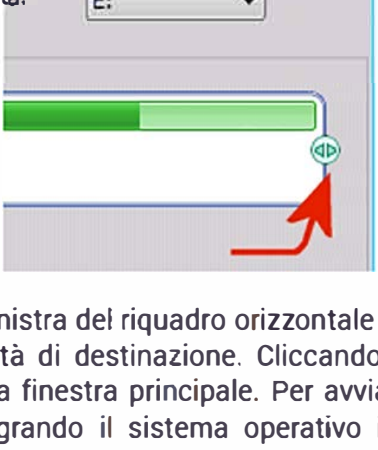 E:
nistra del riquadro orizzontale
tà di destinazione. Cliccando
a finestra principale. Per avvia
grando il sistema operativo i